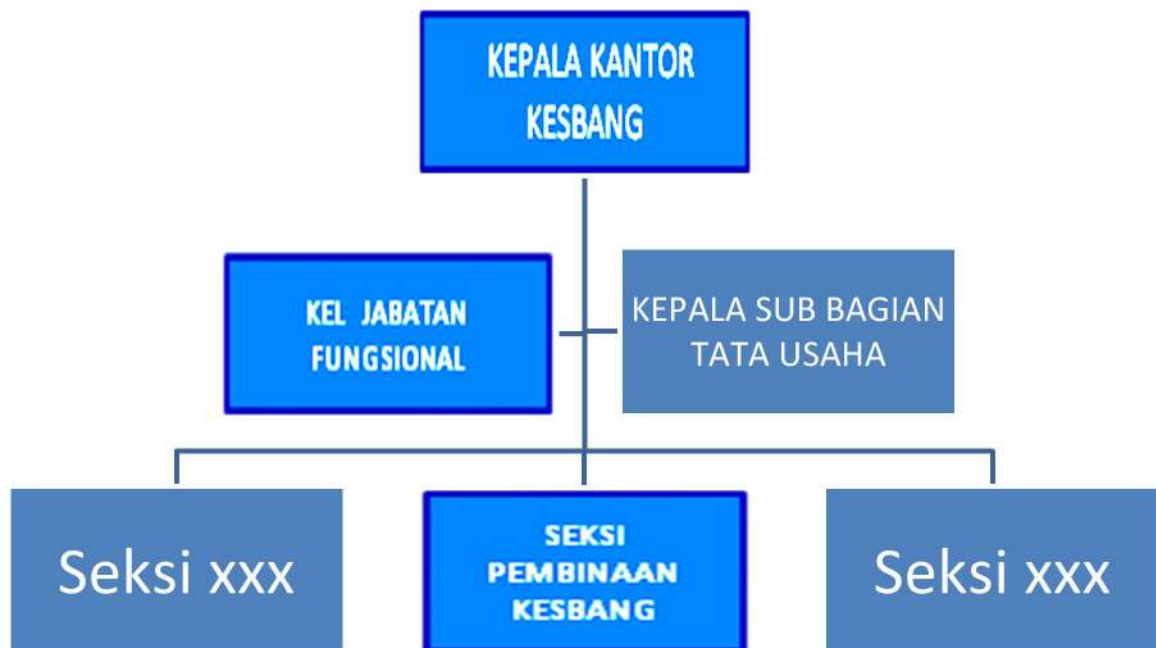 KEPALA KANTOR
KESBANG
KEL JABATAN
FUNGSIONAL
KEPALA SUB BAGIAN
TATA USAHA
Seksi xxx
SEKSI
PEMBINAAN
KESBANG
Seksi xxx